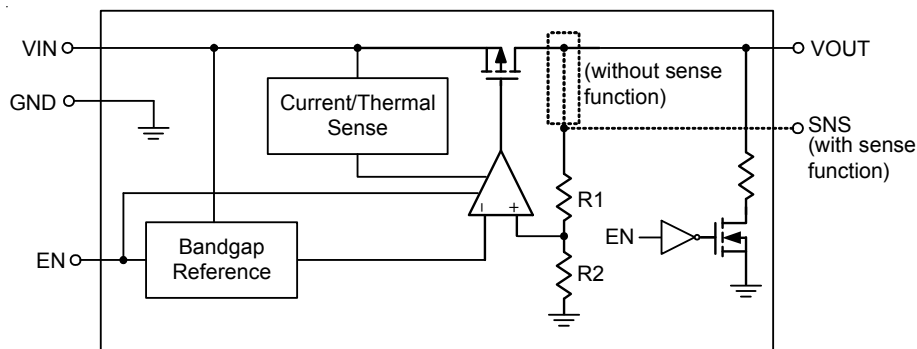 VIN
VOUT
(without sense
function)
GND
Current/Thermal
Sense
SNS
(with sense
function)
R1
− +
EN
EN
Bandgap
Reference
R2